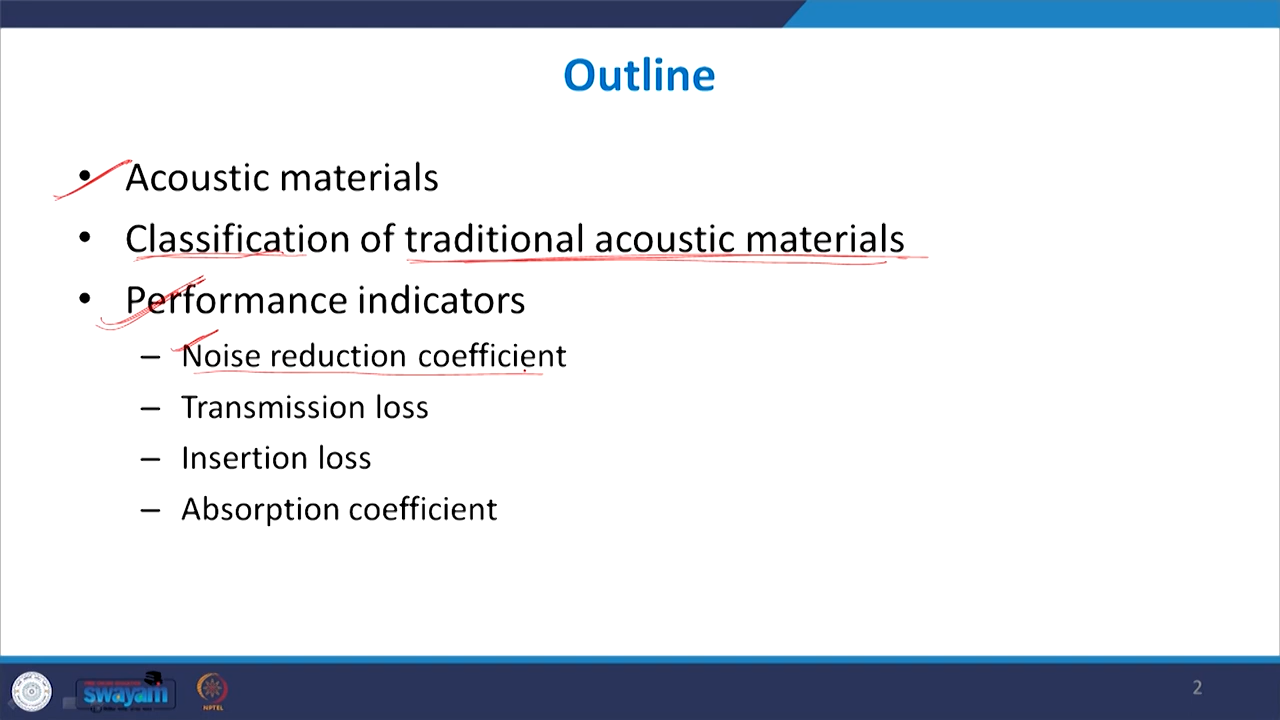 Outline
• Acoustic materials
• Classification of traditional acoustic materials
• Performance indicators
– Noise reduction coefficient
– Transmission loss
– Insertion loss
– Absorption coefficient
swayam
NPTEL
2